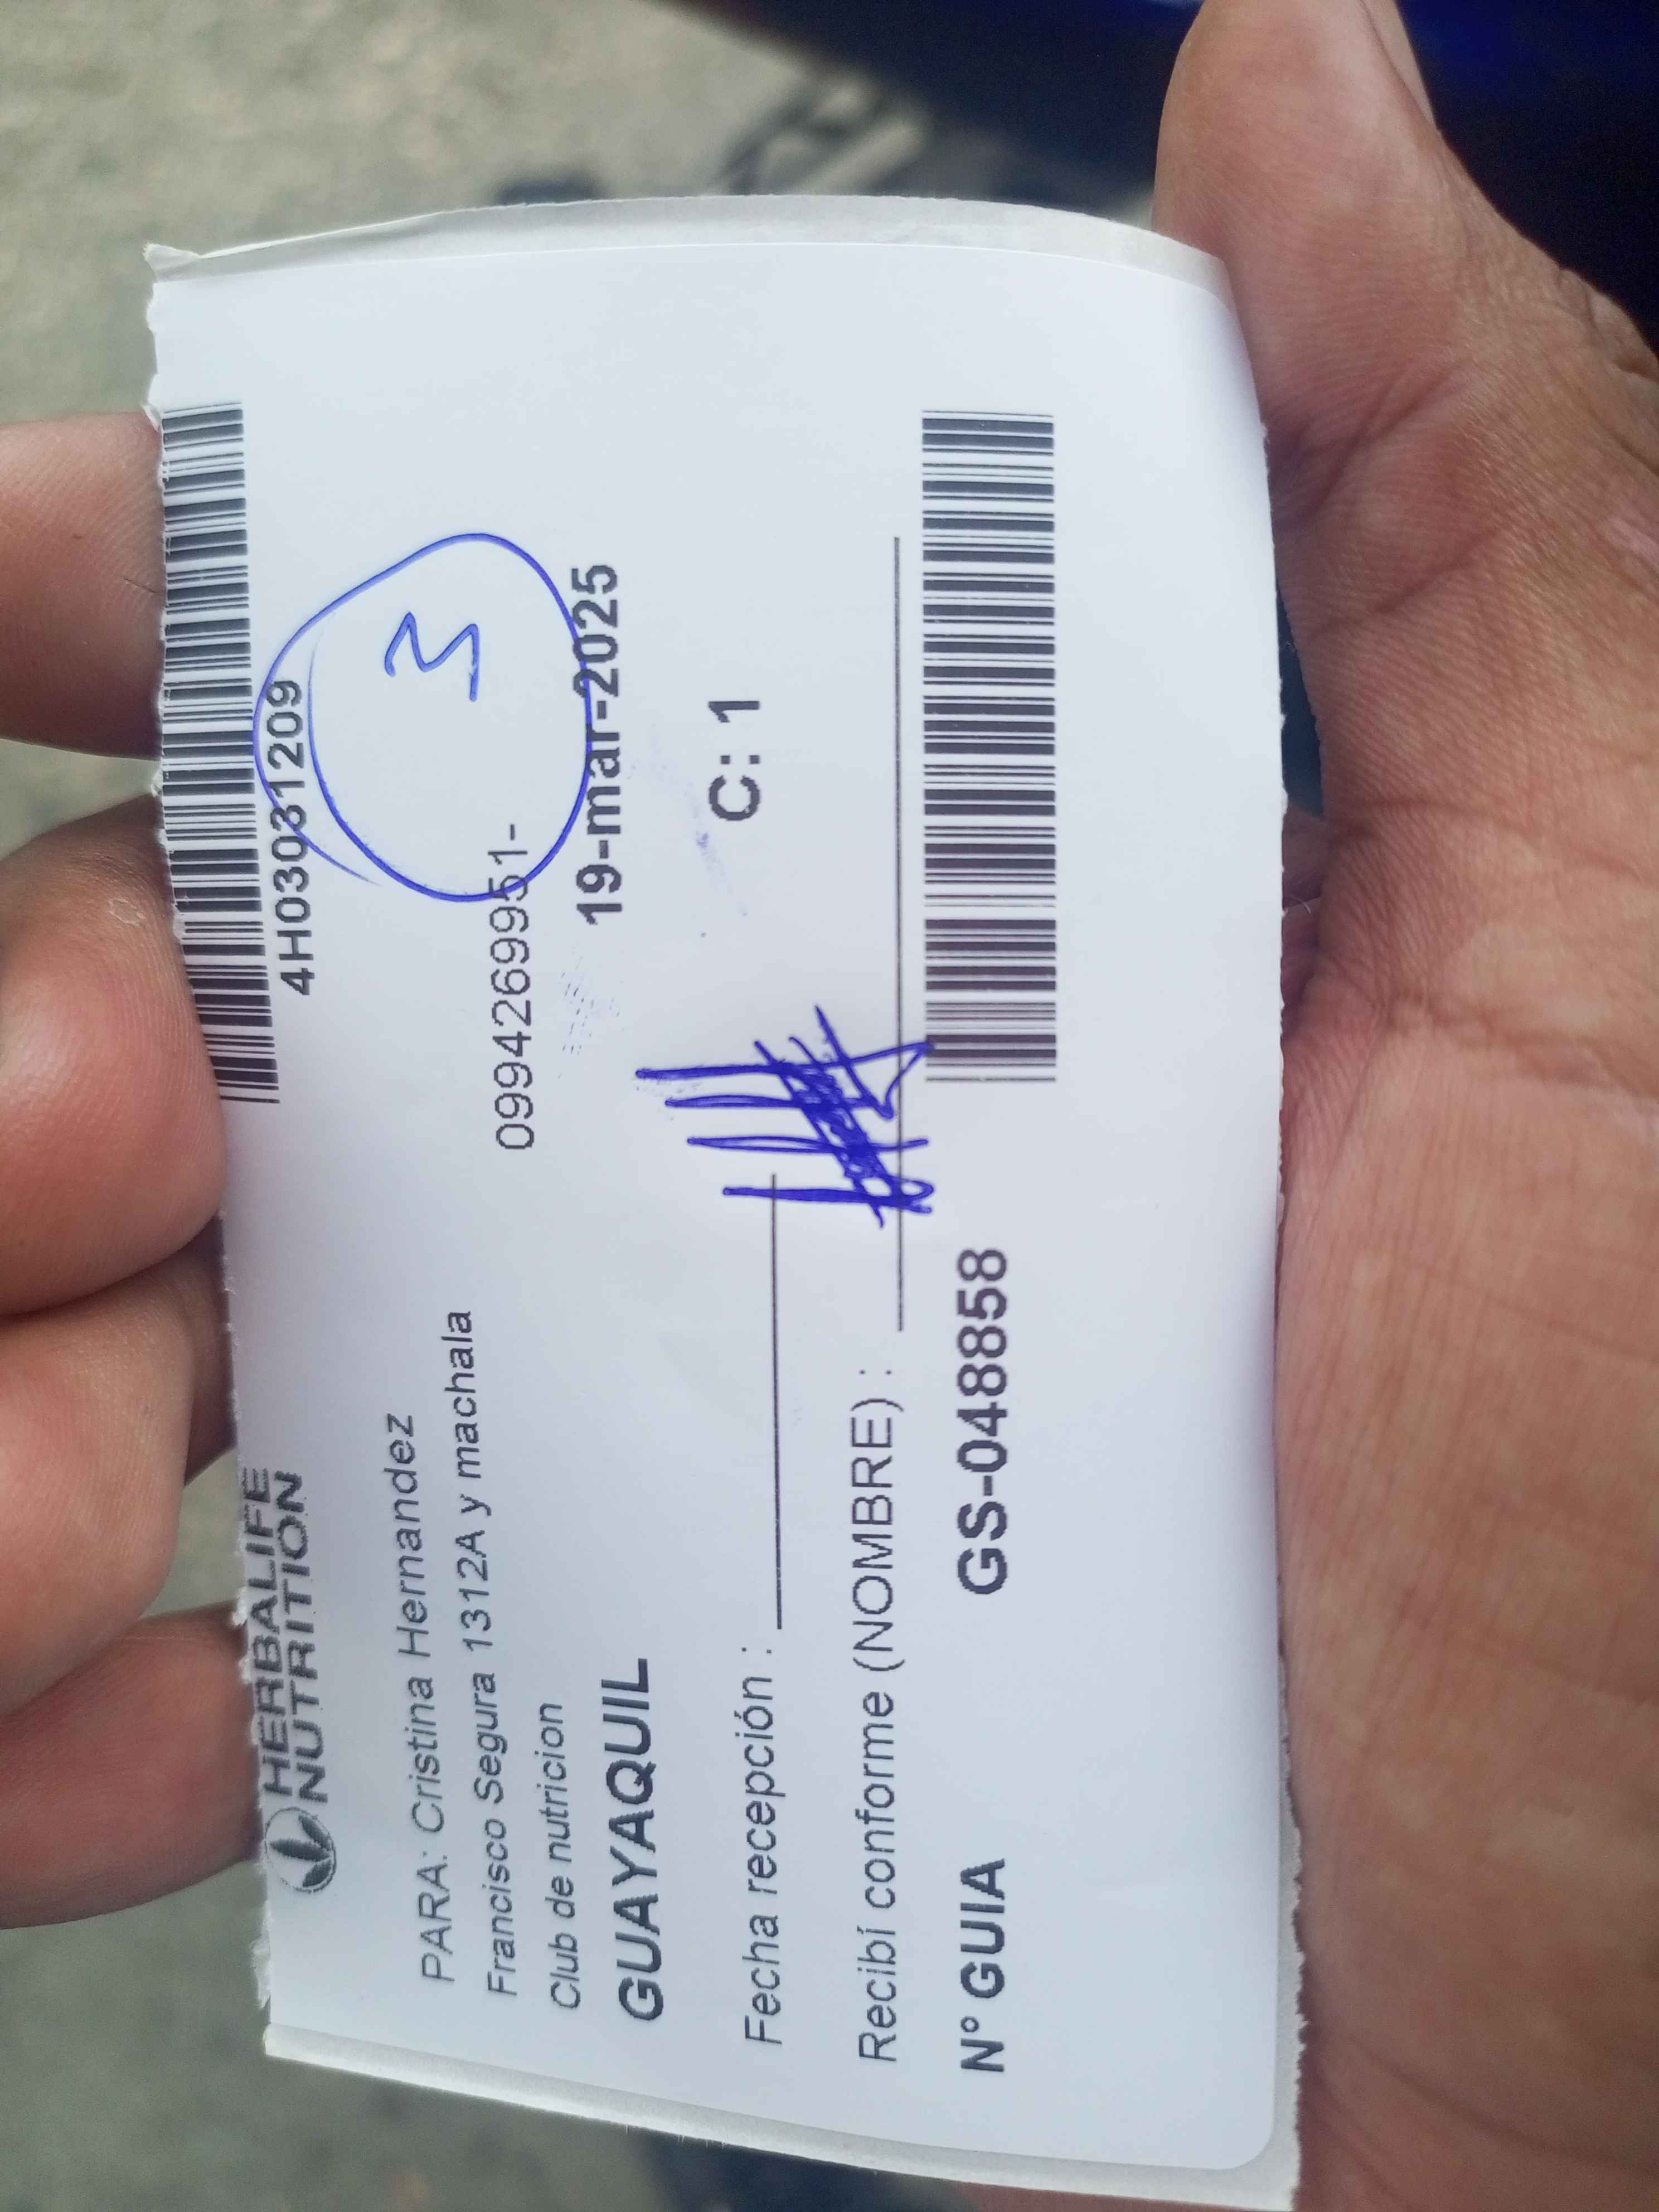 HERBALIFE
NUTRITION
4H03031209
PARA: Cristina Hernandez
3
Francisco Segura 1312A y machala
0994269951-
Club de nutricion
GUAYAQUIL
19-mar-2025
Fecha recepción :
C: 1
Recibí conforme (NOMBRE) :
N° GUIA
GS-048858